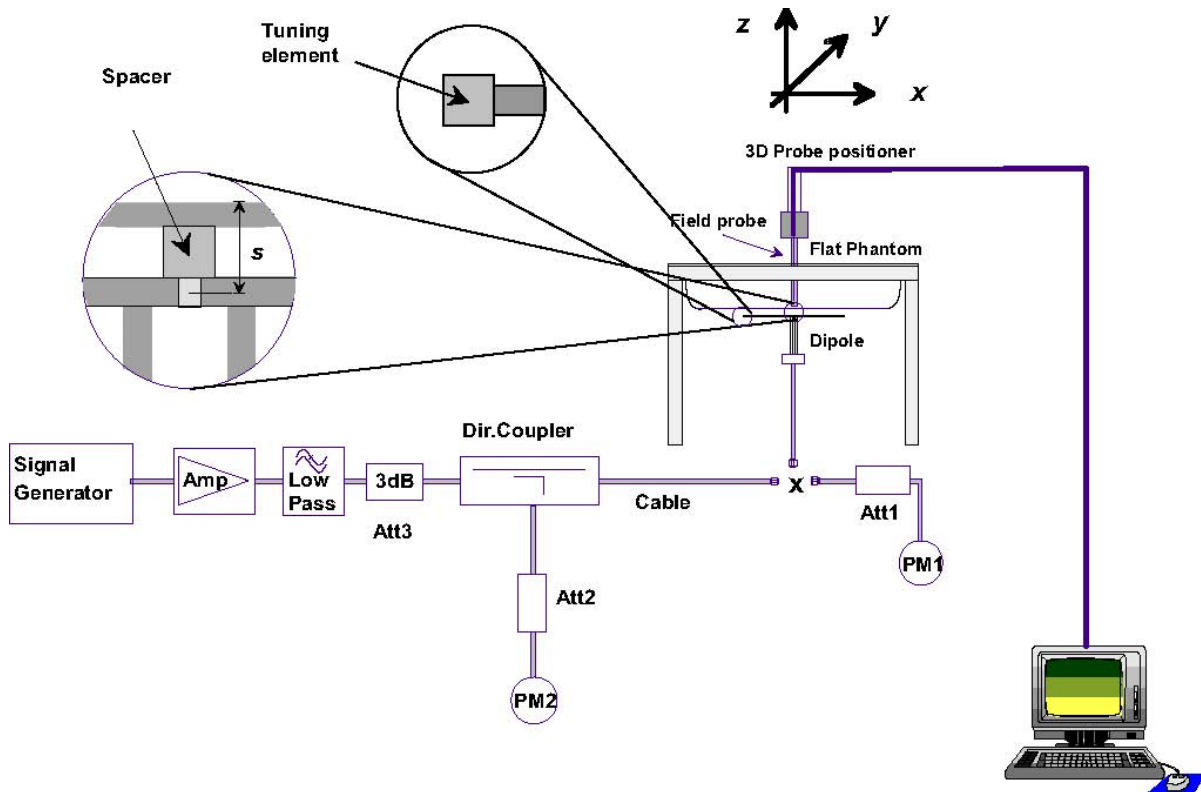 Tuning
element
Spacer
z
y
x
3D Probe positioner
Field probe
Flat Phantom
s
Dipole
Dir.Coupler
Signal
Generator
Amp
Low
Pass
3dB
Att3
Cable
x
Att1
PM1
Att2
PM2